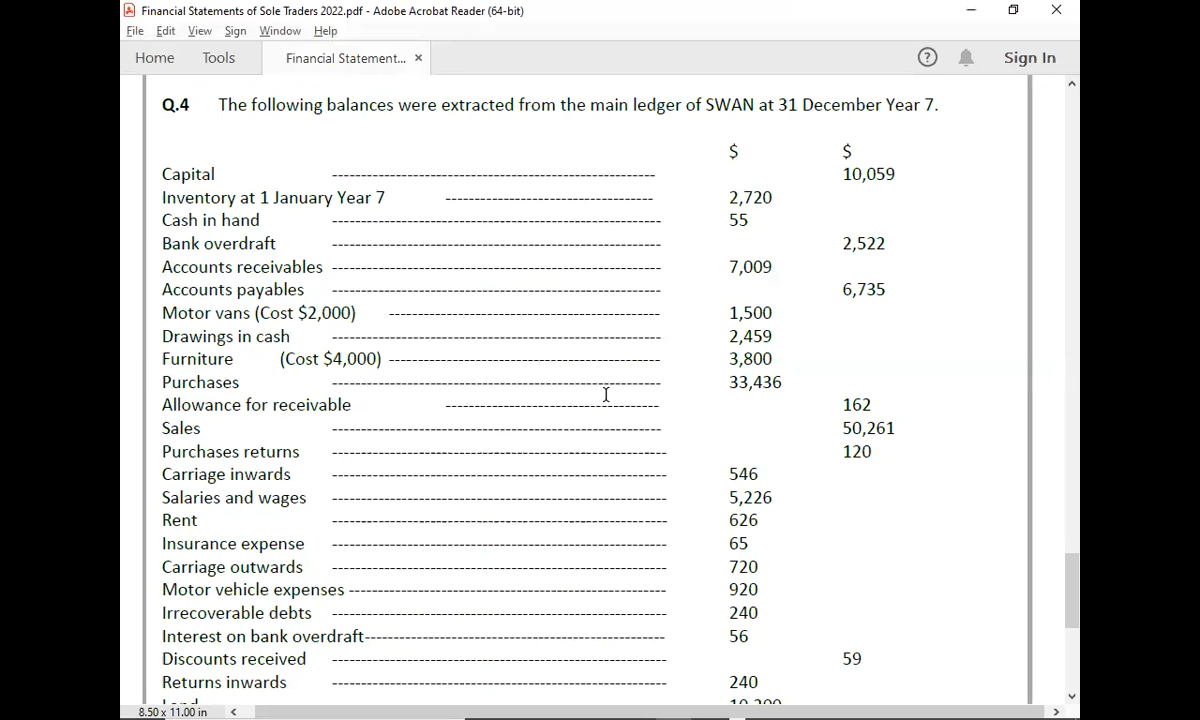 Financial Statements of Sole Traders 2022.pdf - Adobe Acrobat Reader (64-bit)
File Edit View Sign Window Help
Home Tools Financial Statement... × Sign In
Q.4 The following balances were extracted from the main ledger of SWAN at 31 December Year 7.
$ $
Capital -------------------------------------------------------- 10,059
Inventory at 1 January Year 7 ------------------------------------ 2,720
Cash in hand --------------------------------------------------------- 55
Bank overdraft --------------------------------------------------------- 2,522
Accounts receivables --------------------------------------------------------- 7,009
Accounts payables --------------------------------------------------------- 6,735
Motor vans (Cost $2,000) ----------------------------------------------- 1,500
Drawings in cash --------------------------------------------------------- 2,459
Furniture (Cost $4,000) ----------------------------------------------- 3,800
Purchases --------------------------------------------------------- 33,436
Allowance for receivable ------------------------------------- 162
Sales --------------------------------------------------------- 50,261
Purchases returns ---------------------------------------------------------- 120
Carriage inwards ---------------------------------------------------------- 546
Salaries and wages ---------------------------------------------------------- 5,226
Rent ---------------------------------------------------------- 626
Insurance expense ---------------------------------------------------------- 65
Carriage outwards ---------------------------------------------------------- 720
Motor vehicle expenses ------------------------------------------------------- 920
Irrecoverable debts ---------------------------------------------------------- 240
Interest on bank overdraft---------------------------------------------------- 56
Discounts received ---------------------------------------------------------- 59
Returns inwards ---------------------------------------------------------- 240
8.50 x 11.00 in